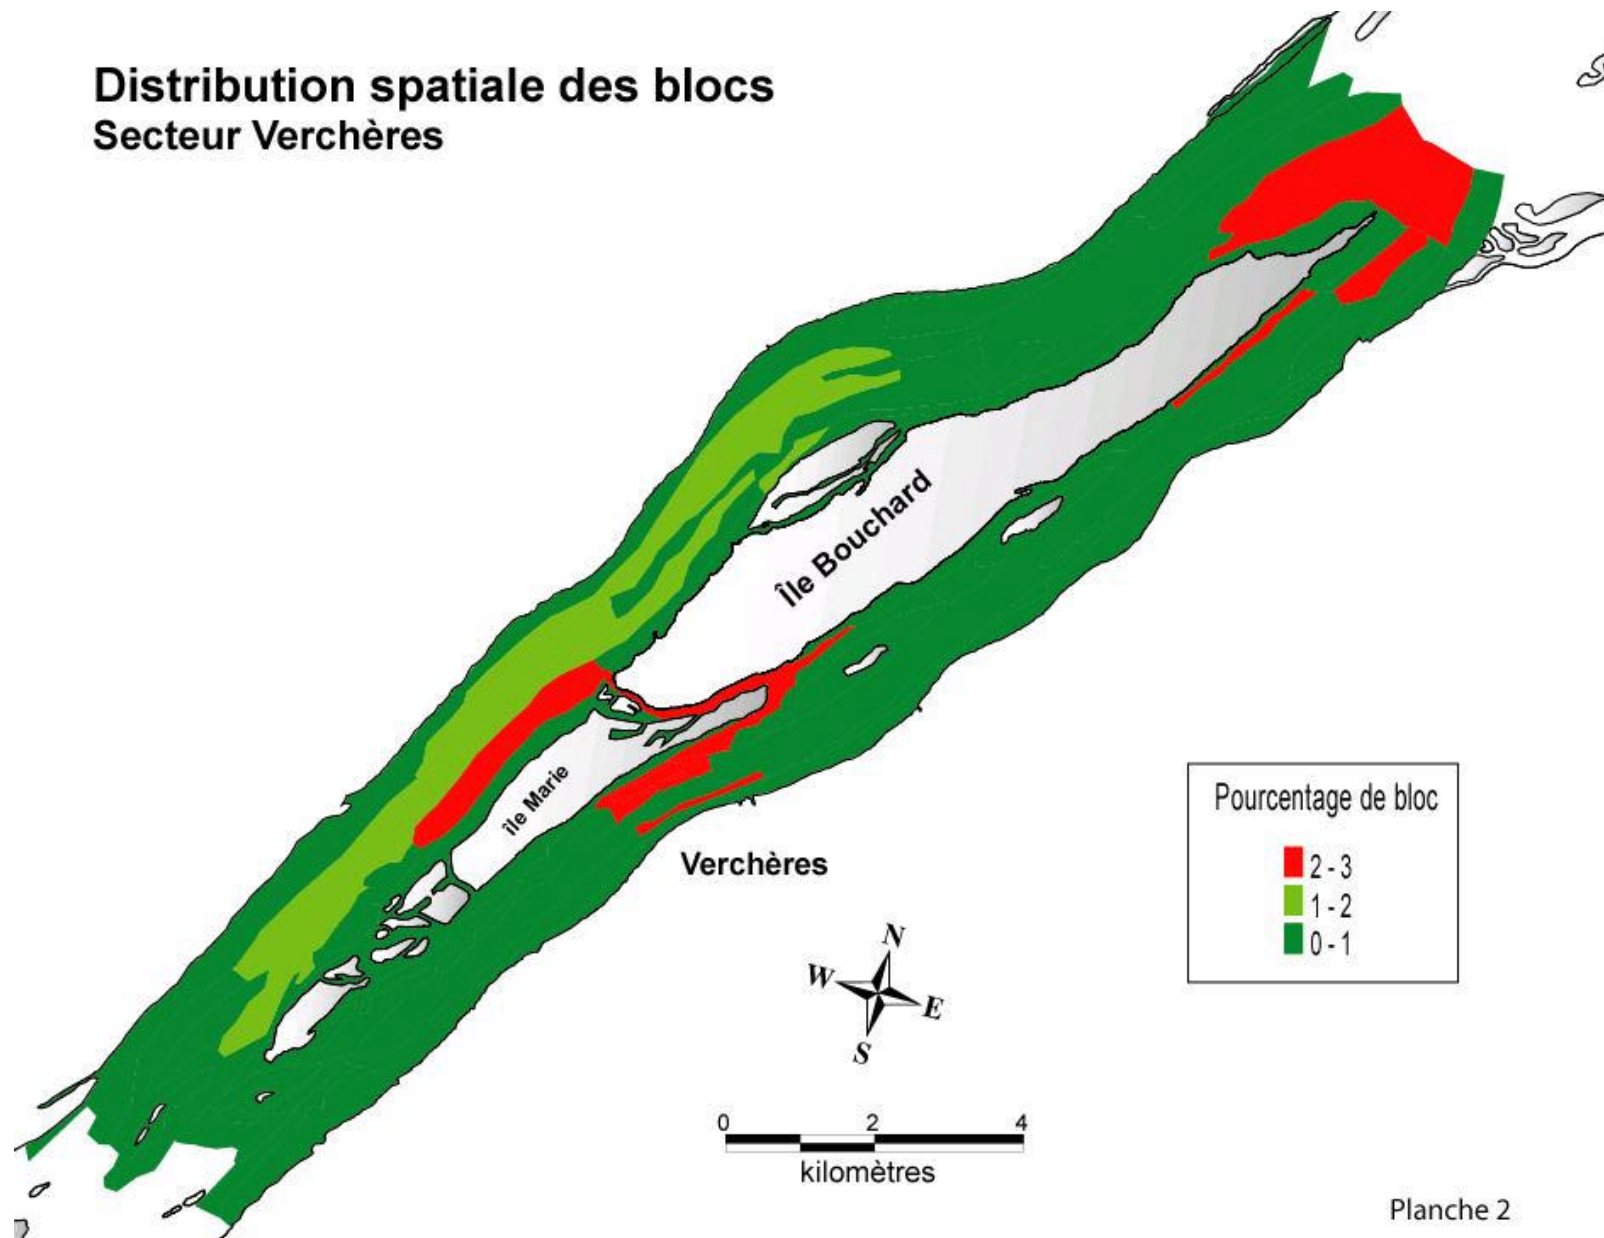 Distribution spatiale des blocs
Secteur Verchères
Île Bouchard
île Marie
Verchères
Pourcentage de bloc
2 - 3
1 - 2
0 - 1
N
W
E
S
0 2 4
kilomètres
Planche 2